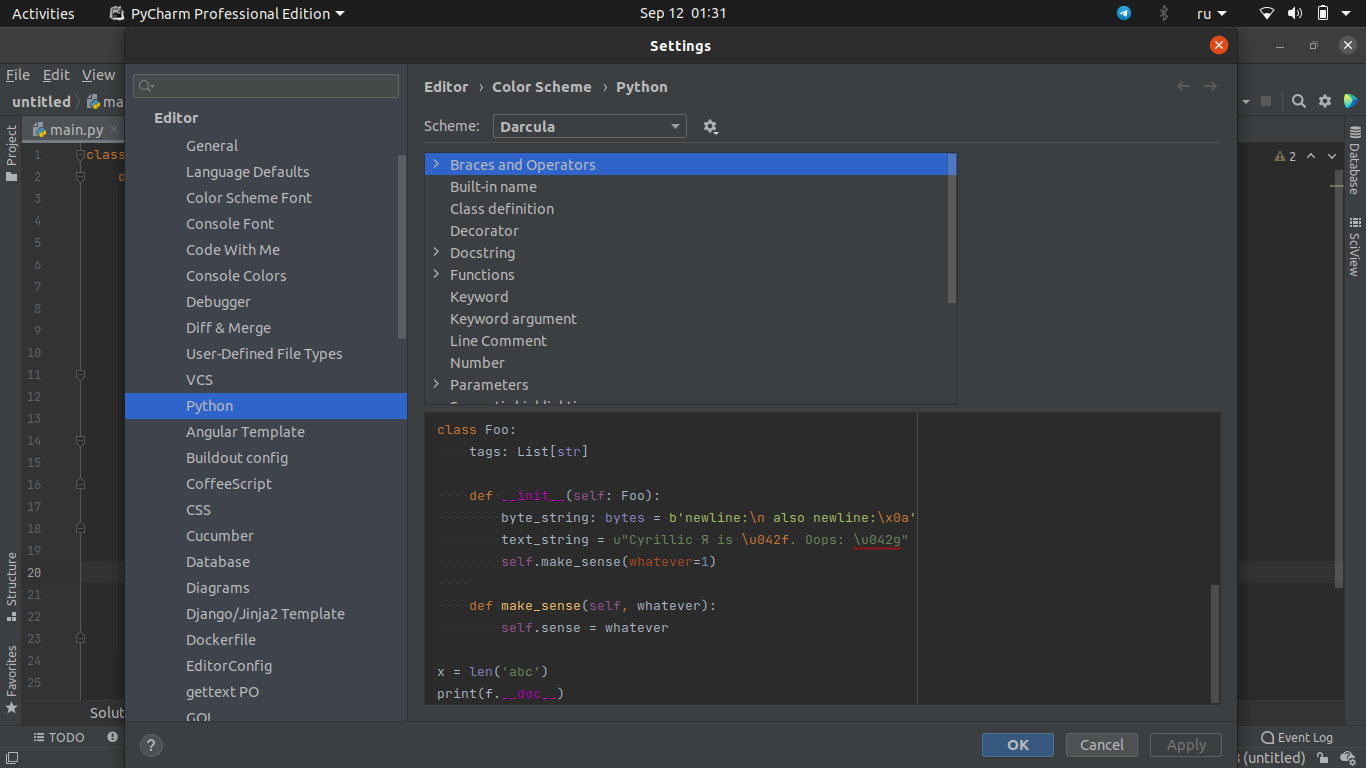 Activities PyCharm Professional Edition Sep 12 01:31 ru
Settings
File Edit View
untitled ma
main.py
Project
Structure
Favorites
1 class
2 d
3
4
5
6
7
8
9
10
11
12
13
14
15
16
17
18
19
20
21
22
23
24
25
Editor
General
Language Defaults
Color Scheme Font
Console Font
Code With Me
Console Colors
Debugger
Diff & Merge
User-Defined File Types
VCS
Python
Angular Template
Buildout config
CoffeeScript
CSS
Cucumber
Database
Diagrams
Django/Jinja2 Template
Dockerfile
EditorConfig
gettext PO
Editor › Color Scheme › Python
Scheme: Darcula
Braces and Operators
Built-in name
Class definition
Decorator
Docstring
Functions
Keyword
Keyword argument
Line Comment
Number
Parameters
class Foo:
tags: List[str]
def __init__(self: Foo):
byte_string: bytes = b'newline:\n also newline:\x0a'
text_string = u"Cyrillic Я is \u042f. Oops: \u042g"
self.make_sense(whatever=1)
def make_sense(self, whatever):
self.sense = whatever
x = len('abc')
print(f.__doc__)
2
Database
SciView
? OK Cancel Apply
Solut
TODO
Event Log
(untitled)